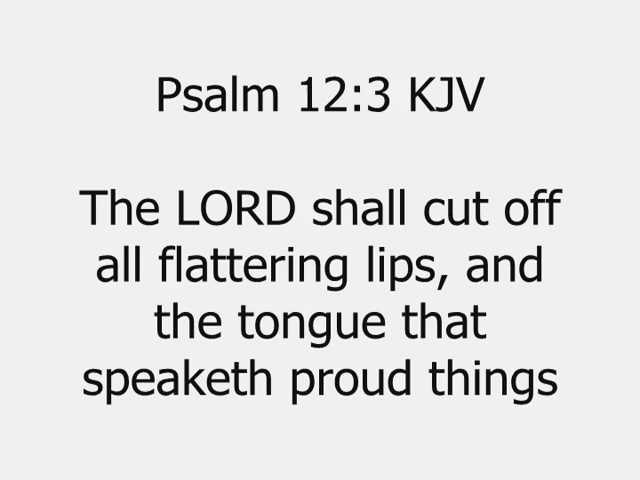 Psalm 12:3 KJV
The LORD shall cut off
all flattering lips, and
the tongue that
speaketh proud things